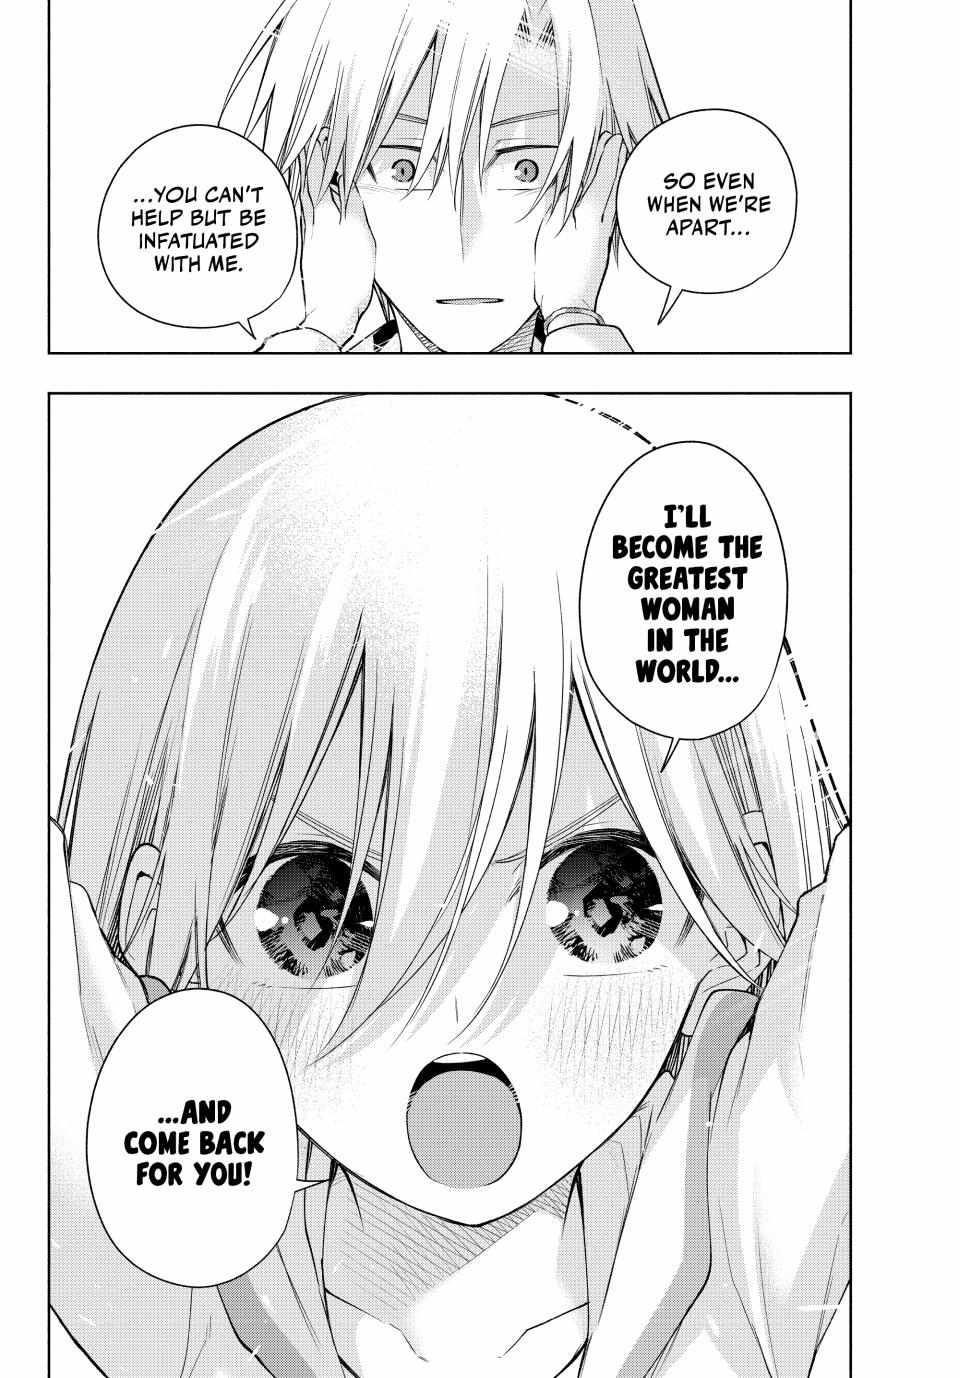 SO EVEN
WHEN WE'RE
APART...
...YOU CAN'T
HELP BUT BE
INFATUATED
WITH ME.
I'LL
BECOME THE
GREATEST
WOMAN
IN THE
WORLD...
...AND
COME BACK
FOR YOU!